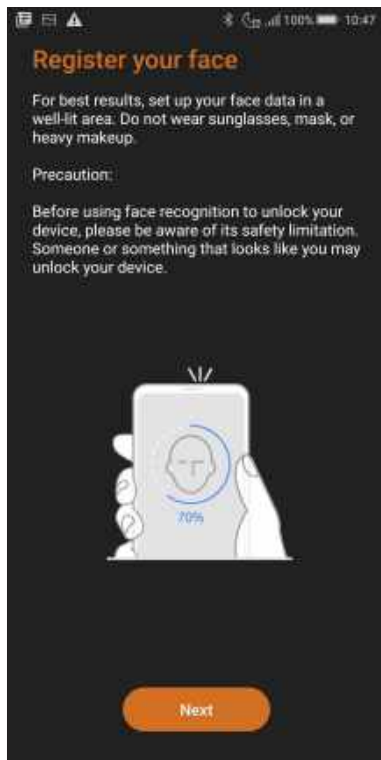 100% 10:47
Register your face
For best results, set up your face data in a
well-lit area. Do not wear sunglasses, mask, or
heavy makeup.
Precaution:
Before using face recognition to unlock your
device, please be aware of its safety limitation.
Someone or something that looks like you may
unlock your device.
70%
Next